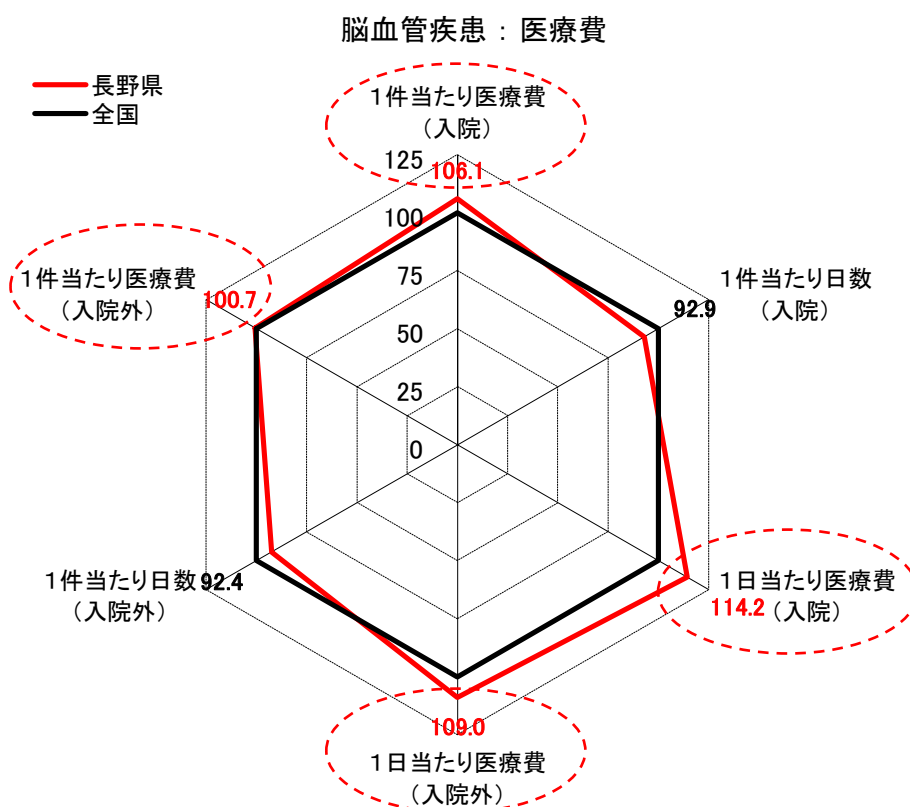 脳血管疾患 : 医療費
長野県
全国
1件当たり医療費
(入院)
106.1
125
100
75
50
25
0
1件当たり日数
(入院)
92.9
1日当たり医療費
(入院)
114.2
109.0
1日当たり医療費
(入院外)
1件当たり日数
(入院外)
92.4
1件当たり医療費
(入院外)
100.7